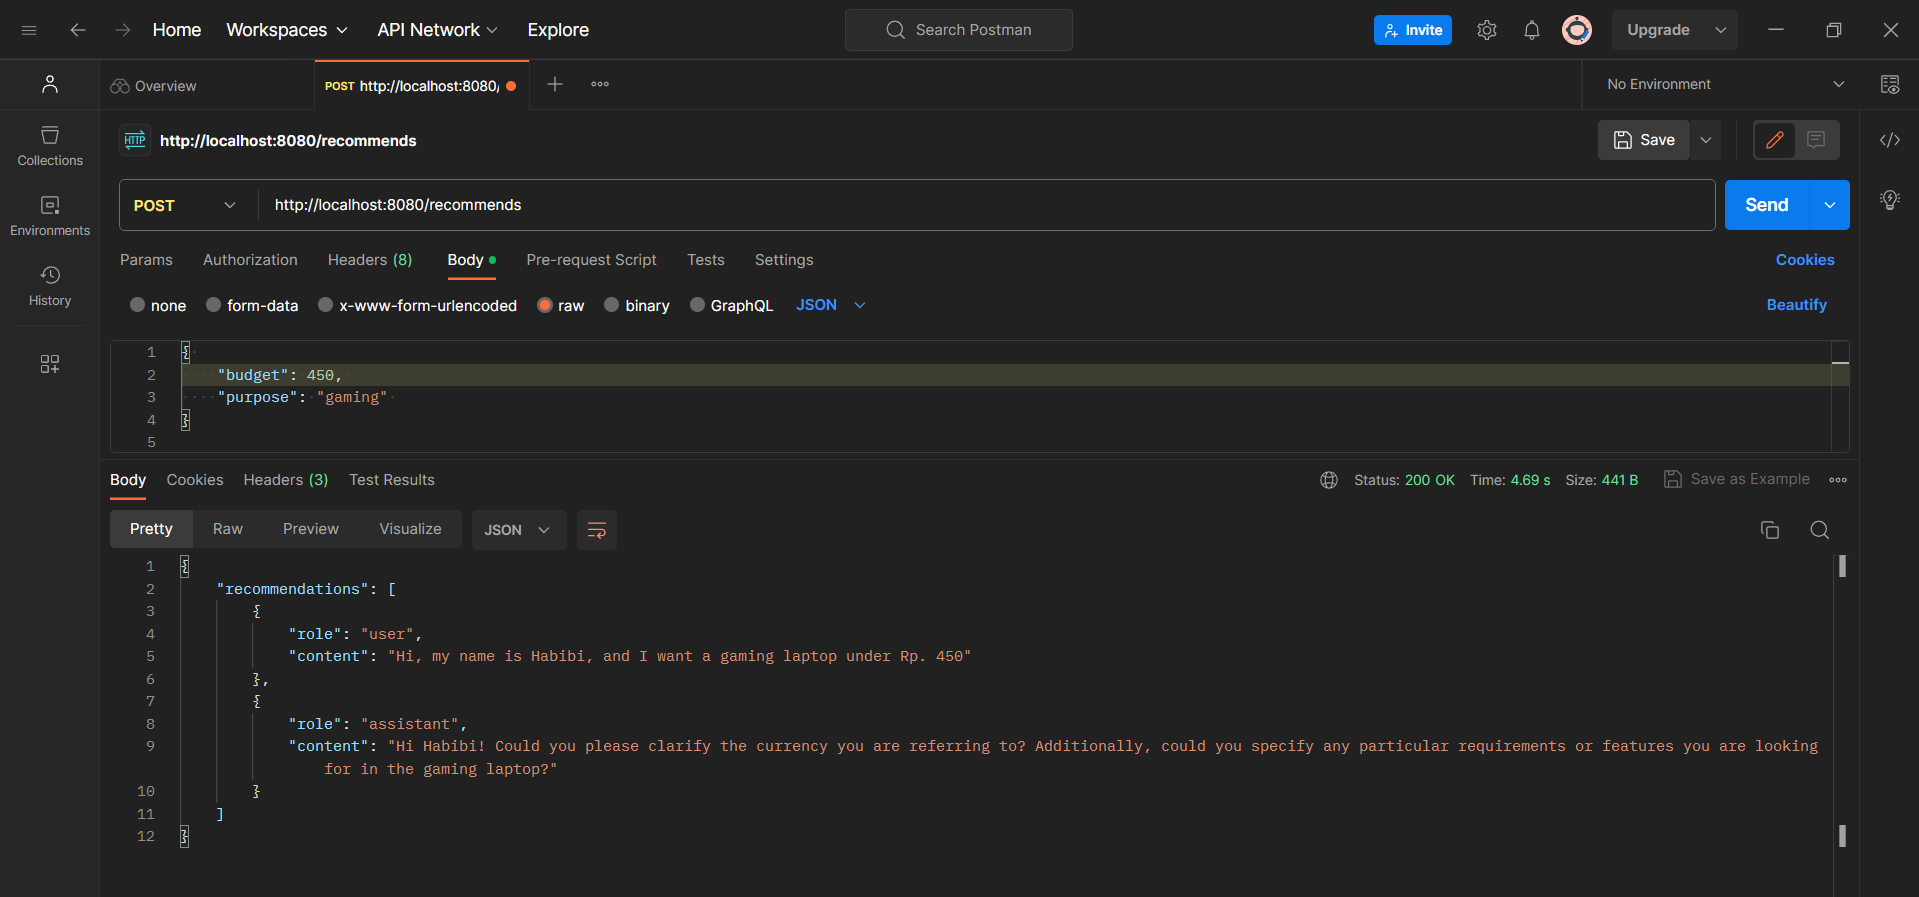 Home Workspaces API Network Explore Search Postman Invite Upgrade
Overview POST http://localhost:8080/ No Environment
HTTP http://localhost:8080/recommends Save
Collections
POST http://localhost:8080/recommends Send
Environments
Params Authorization Headers (8) Body Pre-request Script Tests Settings Cookies
History
none form-data x-www-form-urlencoded raw binary GraphQL JSON Beautify
1 {
2 "budget": 450,
3 "purpose": "gaming"
4 }
5
Body Cookies Headers (3) Test Results Status: 200 OK Time: 4.69 s Size: 441 B Save as Example
Pretty Raw Preview Visualize JSON
1 {
2 "recommendations": [
3 {
4 "role": "user",
5 "content": "Hi, my name is Habibi, and I want a gaming laptop under Rp. 450"
6 },
7 {
8 "role": "assistant",
9 "content": "Hi Habibi! Could you please clarify the currency you are referring to? Additionally, could you specify any particular requirements or features you are looking
for in the gaming laptop?"
10 }
11 ]
12 }